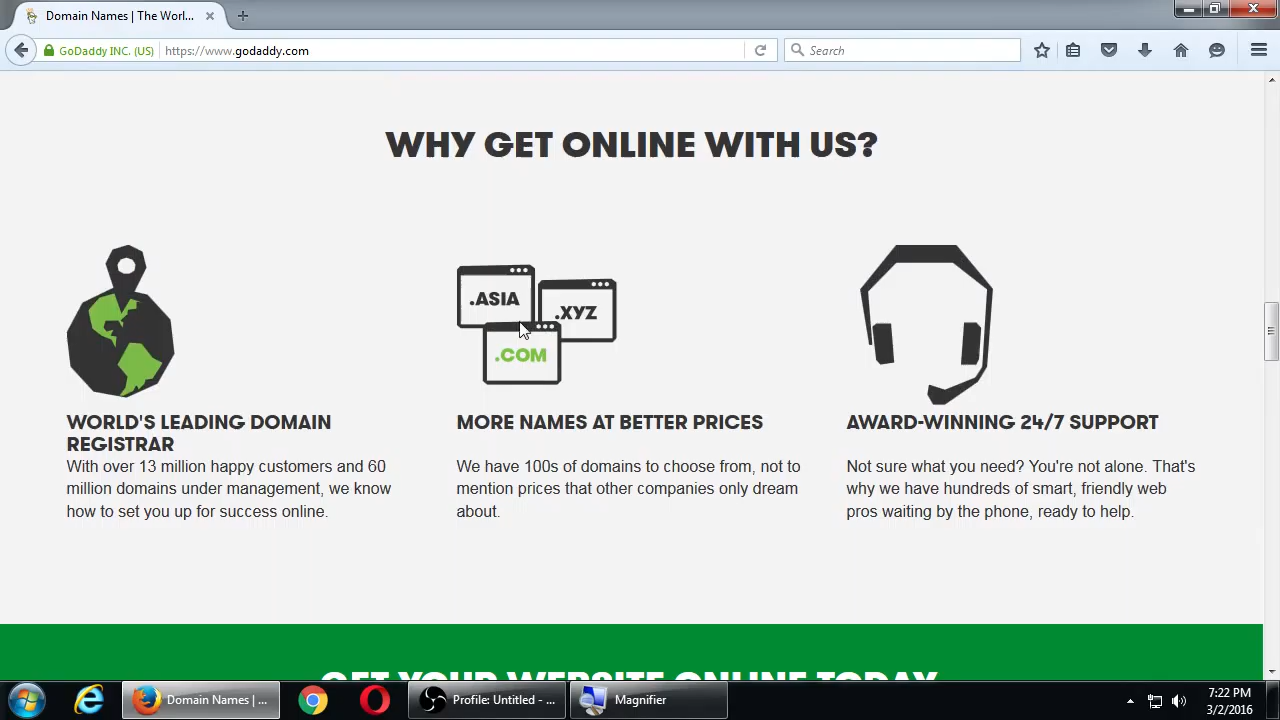 Domain Names | The Worl...
GoDaddy INC. (US)
https://www.godaddy.com
Search
WHY GET ONLINE WITH US?
.ASIA
.XYZ
.COM
WORLD'S LEADING DOMAIN
REGISTRAR
With over 13 million happy customers and 60
million domains under management, we know
how to set you up for success online.
MORE NAMES AT BETTER PRICES
We have 100s of domains to choose from, not to
mention prices that other companies only dream
about.
AWARD-WINNING 24/7 SUPPORT
Not sure what you need? You're not alone. That's
why we have hundreds of smart, friendly web
pros waiting by the phone, ready to help.
GET YOUR WEBSITE ONLINE TODAY
Domain Names | ...
Profile: Untitled - ...
Magnifier
7:22 PM
3/2/2016